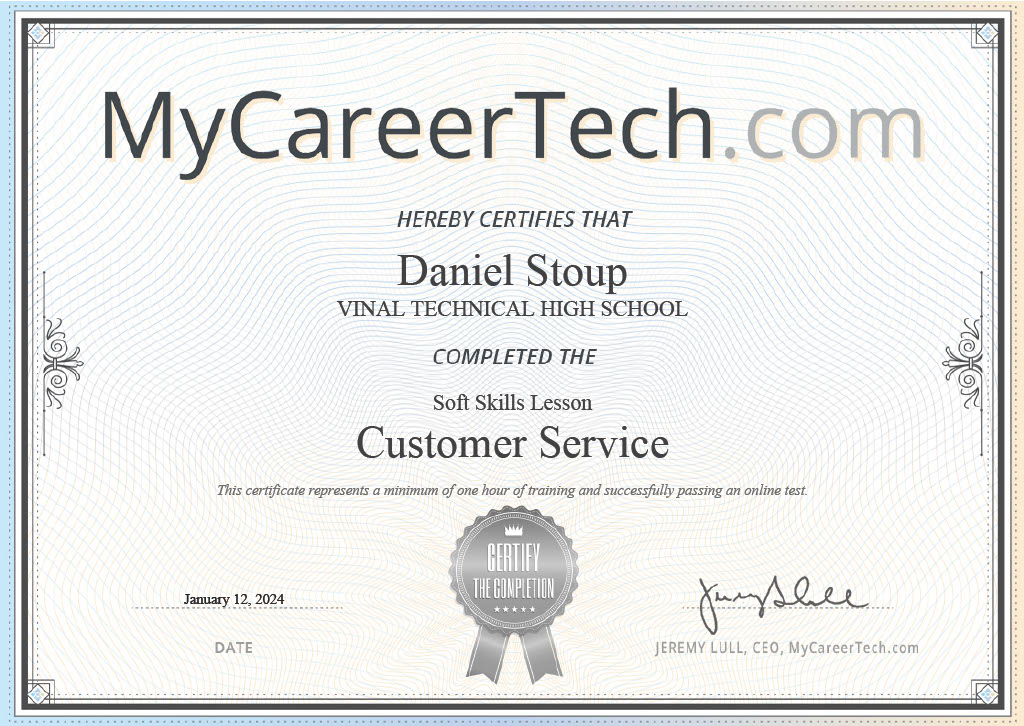 MyCareerTech.com
HEREBY CERTIFIES THAT
Daniel Stoup
VINAL TECHNICAL HIGH SCHOOL
COMPLETED THE
Soft Skills Lesson
Customer Service
This certificate represents a minimum of one hour of training and successfully passing an online test.
CERTIFY
THE COMPLETION
January 12, 2024
DATE
JEREMY LULL, CEO, MyCareerTech.com